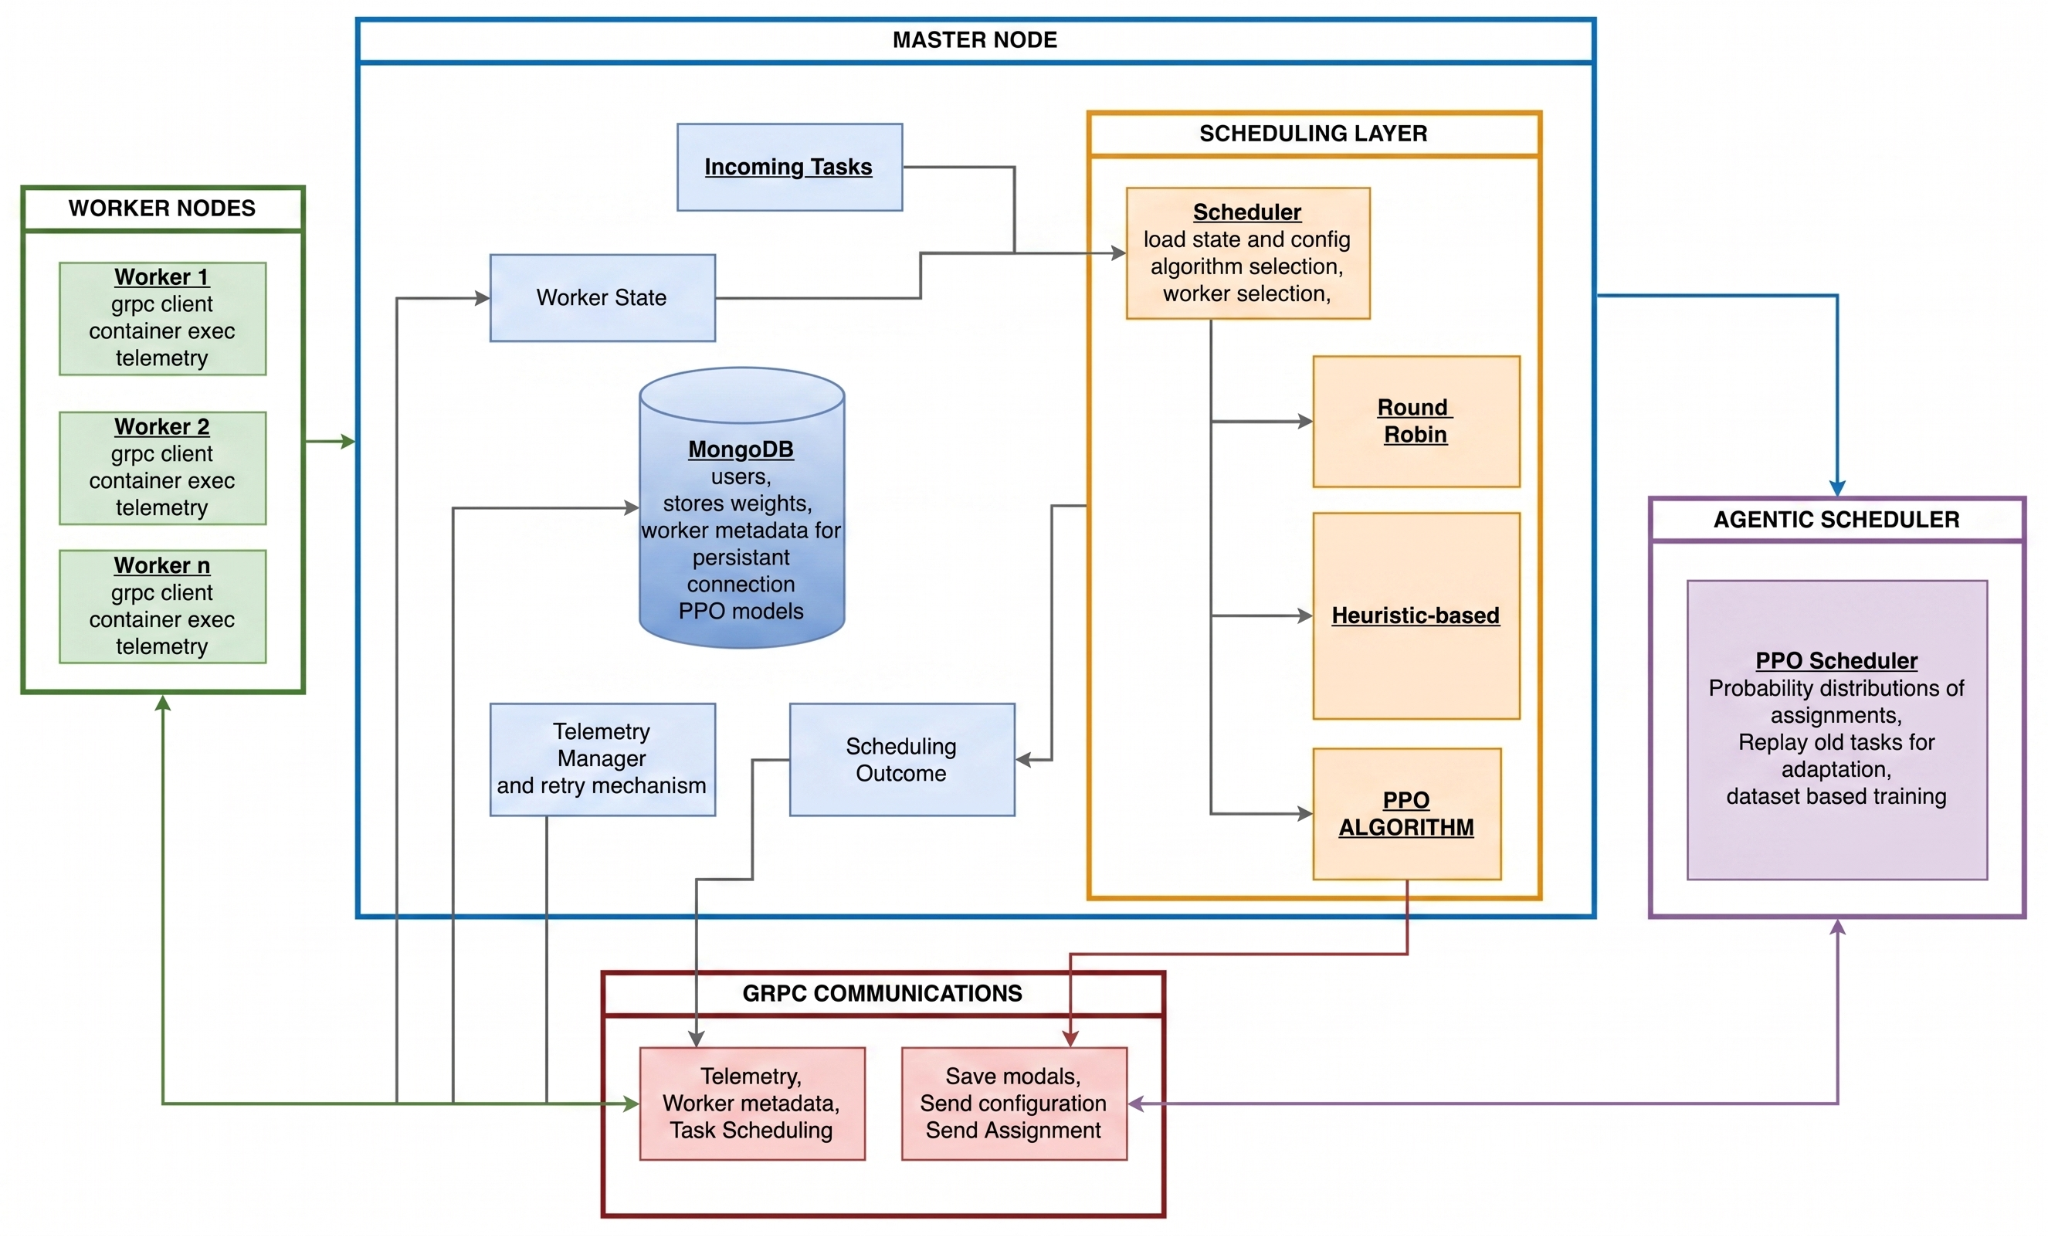 MASTER NODE
WORKER NODES
Worker 1
grpc client
container exec
telemetry
Worker 2
grpc client
container exec
telemetry
Worker n
grpc client
container exec
telemetry
Incoming Tasks
Worker State
MongoDB
users,
stores weights,
worker metadata for
persistant
connection
PPO models
Telemetry
Manager
and retry mechanism
Scheduling
Outcome
SCHEDULING LAYER
Scheduler
load state and config
algorithm selection,
worker selection,
Round
Robin
Heuristic-based
PPO
ALGORITHM
AGENTIC SCHEDULER
PPO Scheduler
Probability distributions of
assignments,
Replay old tasks for
adaptation,
dataset based training
GRPC COMMUNICATIONS
Telemetry,
Worker metadata,
Task Scheduling
Save modals,
Send configuration
Send Assignment